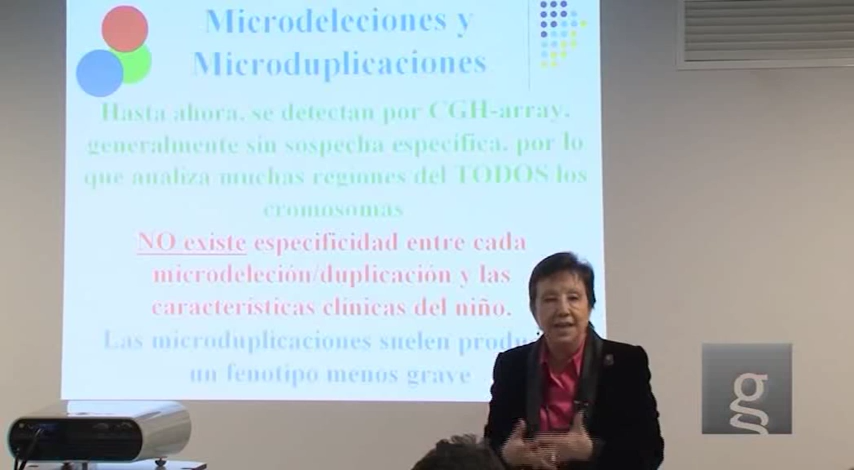 Microdeleciones y
Microduplicaciones
Hasta ahora, se detectan por CGH-array,
generalmente sin sospecha específica, por lo
que analiza muchas regiones del TODOS los
cromosomas
NO existe especificidad entre cada
microdeleción/duplicación y las
características clínicas del niño.
Las microduplicaciones suelen
un fenotipo menos grave
g